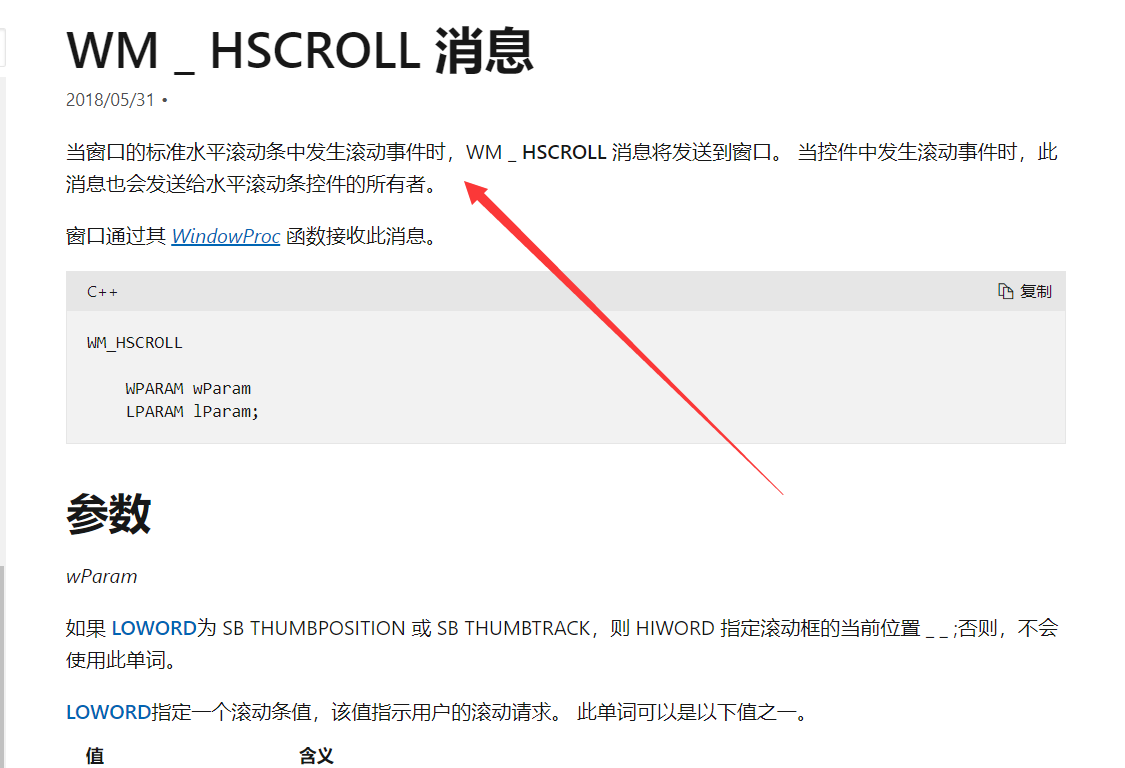 WM _ HSCROLL 消息
2018/05/31 •
当窗口的标准水平滚动条中发生滚动事件时，WM _ HSCROLL 消息将发送到窗口。 当控件中发生滚动事件时，此
消息也会发送给水平滚动条控件的所有者。
窗口通过其 WindowProc 函数接收此消息。
C++
复制
WM_HSCROLL
WPARAM wParam
LPARAM lParam;
参数
wParam
如果 LOWORD为 SB THUMBPOSITION 或 SB THUMBTRACK，则 HIWORD 指定滚动框的当前位置 _ _ ;否则，不会
使用此单词。
LOWORD指定一个滚动条值，该值指示用户的滚动请求。 此单词可以是以下值之一。
值 含义